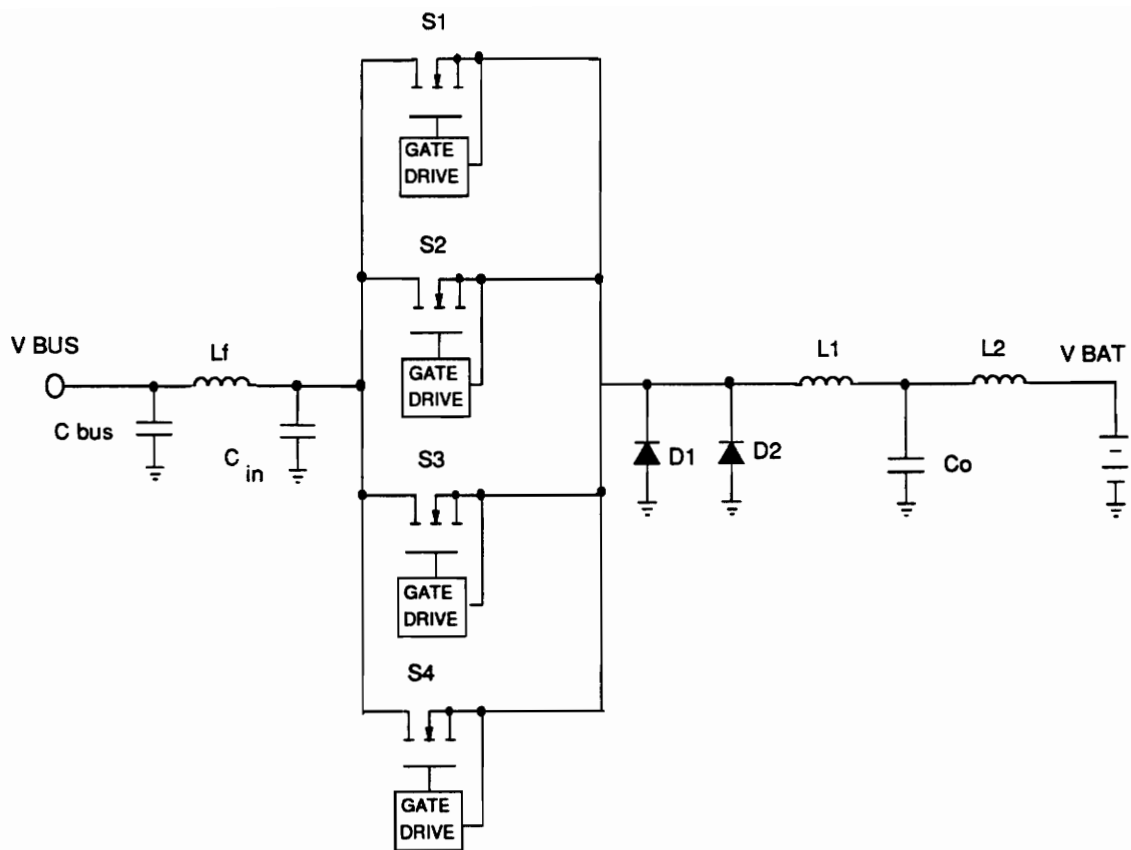 S1
GATE
DRIVE
S2
GATE
DRIVE
V BUS
Lf
C bus
C in
L1
L2
V BAT
D1
D2
Co
S3
GATE
DRIVE
S4
GATE
DRIVE